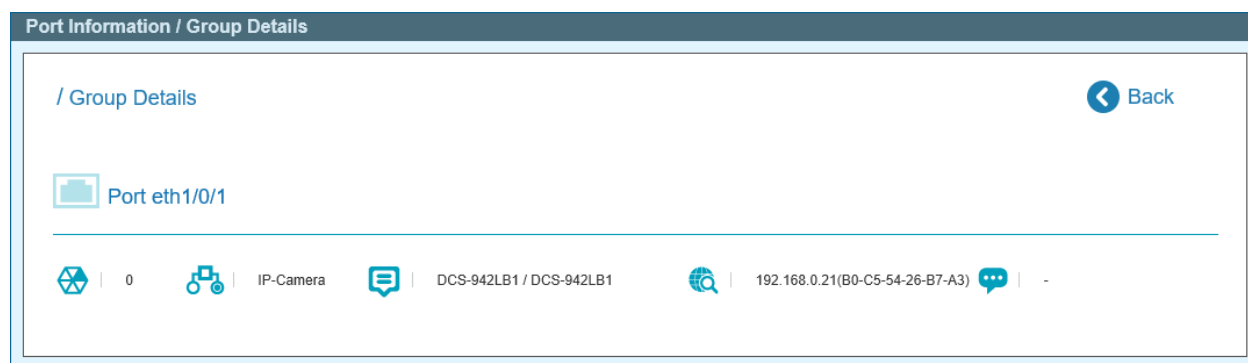 Port Information / Group Details
/ Group Details
Back
Port eth1/0/1
0 IP-Camera DCS-942LB1 / DCS-942LB1 192.168.0.21(B0-C5-54-26-B7-A3) -